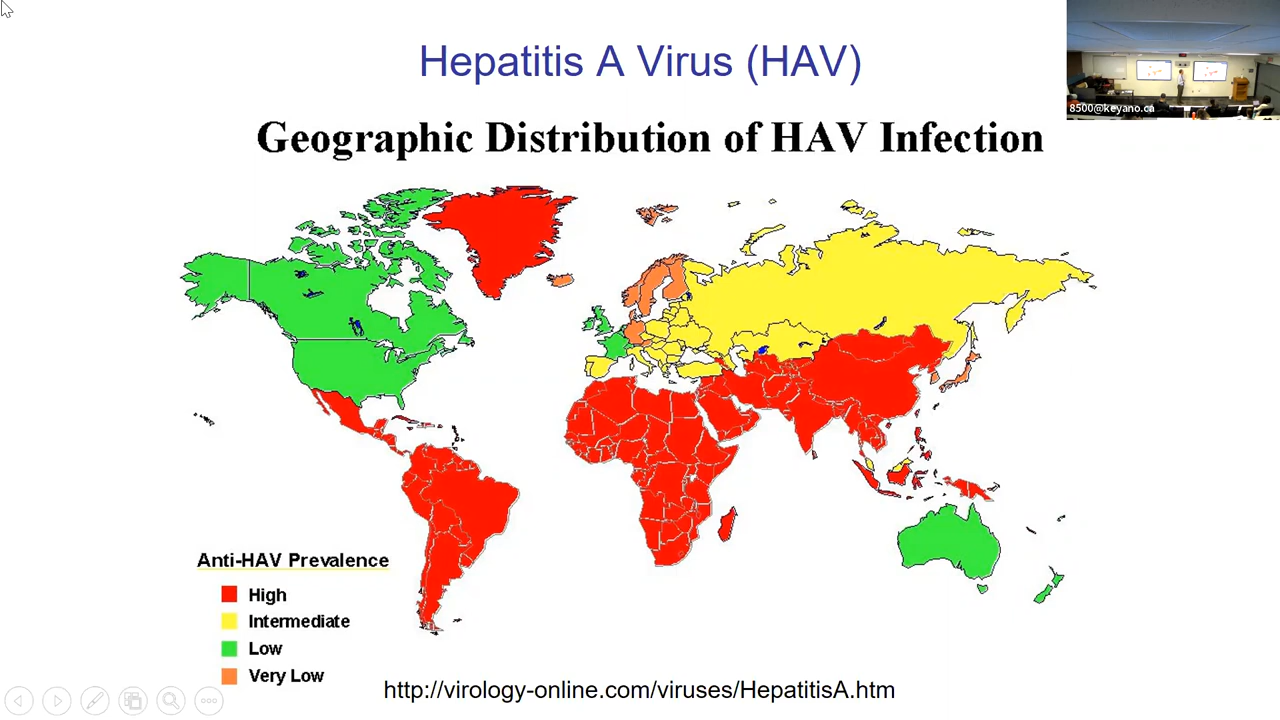 Hepatitis A Virus (HAV)
8500@keyano.ca
Geographic Distribution of HAV Infection
Anti-HAV Prevalence
High
Intermediate
Low
Very Low
http://virology-online.com/viruses/HepatitisA.htm